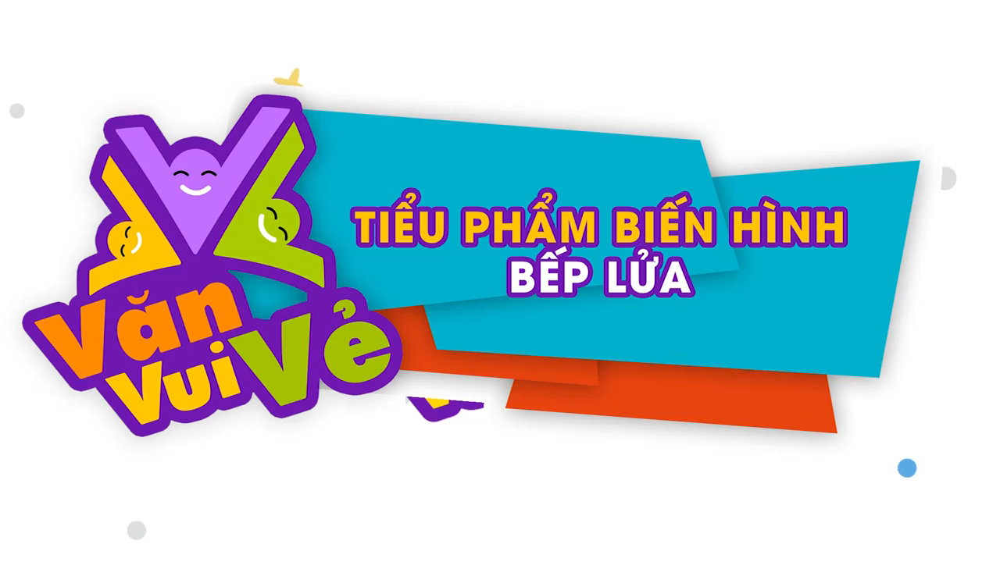 Văn
Vui Vẻ
TIỂU PHẨM BIẾN HÌNH
BẾP LỬA